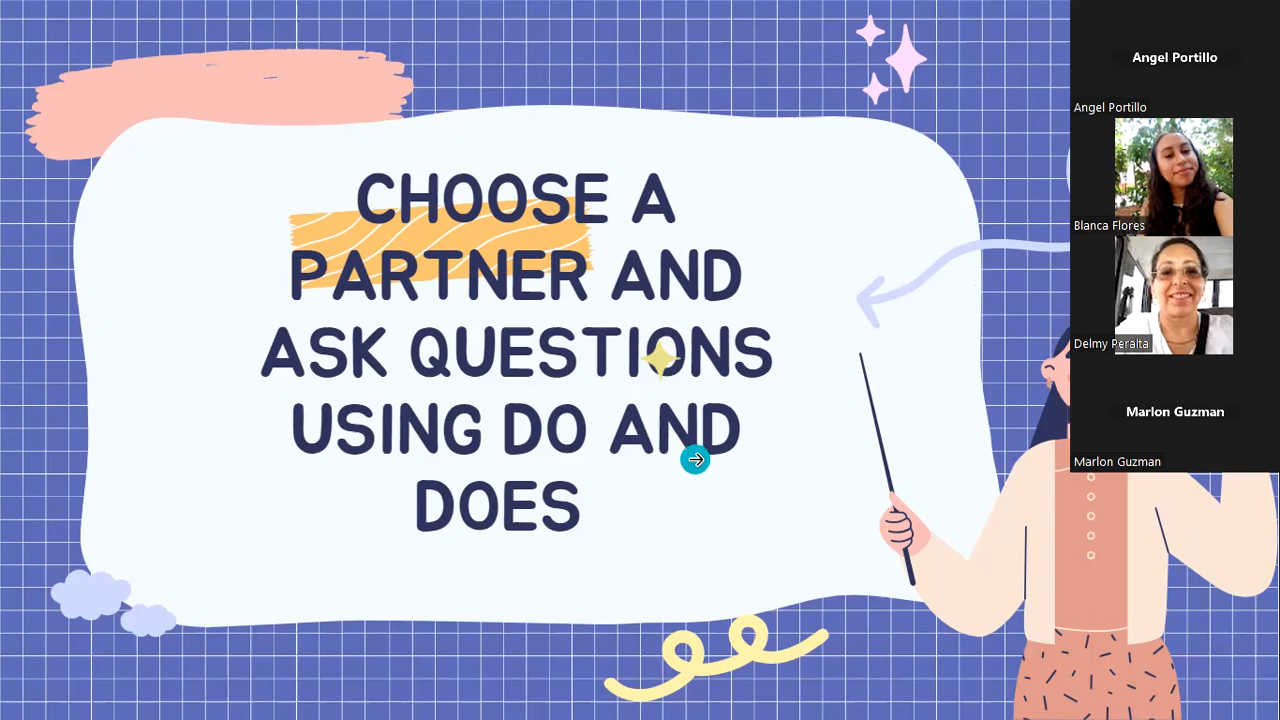 CHOOSE A
PARTNER AND
ASK QUESTIONS
USING DO AND
DOES
Angel Portillo
Angel Portillo
Blanca Flores
Delmy Peralta
Marlon Guzman
Marlon Guzman